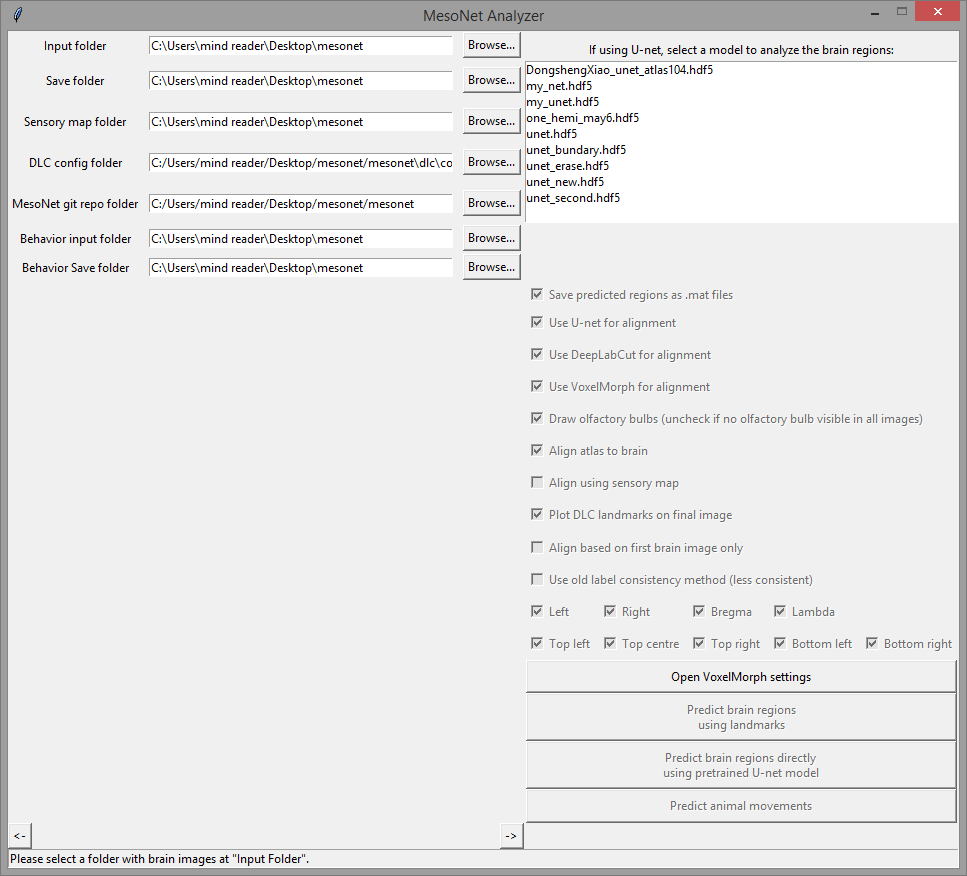 MesoNet Analyzer
Input folder C:\Users\mind reader\Desktop\mesonet Browse...
Save folder C:\Users\mind reader\Desktop\mesonet Browse...
Sensory map folder C:\Users\mind reader\Desktop\mesonet Browse...
DLC config folder C:/Users/mind reader/Desktop/mesonet/mesonet\dlc\co Browse...
MesoNet git repo folder C:/Users/mind reader/Desktop/mesonet/mesonet Browse...
Behavior input folder C:\Users\mind reader\Desktop\mesonet Browse...
Behavior Save folder C:\Users\mind reader\Desktop\mesonet Browse...
If using U-net, select a model to analyze the brain regions:
DongshengXiao_unet_atlas104.hdf5
my_net.hdf5
my_unet.hdf5
one_hemi_may6.hdf5
unet.hdf5
unet_bundary.hdf5
unet_erase.hdf5
unet_new.hdf5
unet_second.hdf5
Save predicted regions as .mat files
Use U-net for alignment
Use DeepLabCut for alignment
Use VoxelMorph for alignment
Draw olfactory bulbs (uncheck if no olfactory bulb visible in all images)
Align atlas to brain
Align using sensory map
Plot DLC landmarks on final image
Align based on first brain image only
Use old label consistency method (less consistent)
Left Right Bregma Lambda
Top left Top centre Top right Bottom left Bottom right
Open VoxelMorph settings
Predict brain regions
using landmarks
Predict brain regions directly
using pretrained U-net model
Predict animal movements
<- ->
Please select a folder with brain images at "Input Folder".